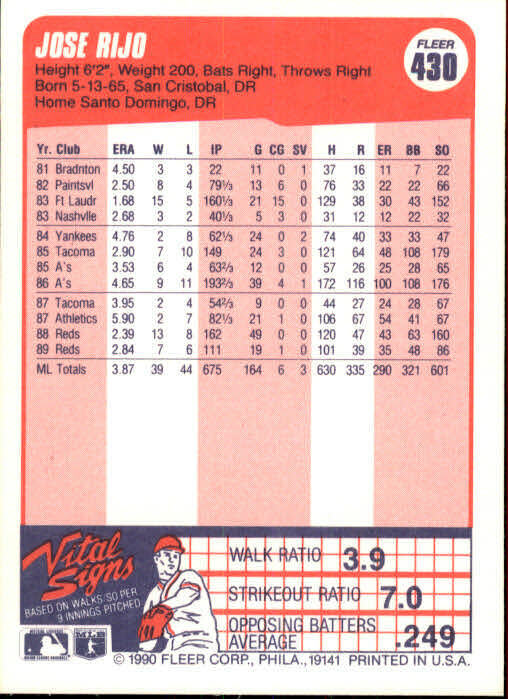 JOSE RIJO
FLEER
430
Height 6'2", Weight 200, Bats Right, Throws Right
Born 5-13-65, San Cristobal, DR
Home Santo Domingo, DR
Yr. Club ERA W L IP G CG SV H R ER BB SO
81 Bradnton 4.50 3 3 22 11 0 1 37 16 11 7 22
82 Paintsvl 2.50 8 4 79⅓ 13 6 0 76 33 22 22 66
83 Ft Laudr 1.68 15 5 160⅓ 21 15 0 129 38 30 43 152
83 Nashvlle 2.68 3 2 40⅓ 5 3 0 31 12 12 22 32
84 Yankees 4.76 2 8 62⅓ 24 0 2 74 40 33 33 47
85 Tacoma 2.90 7 10 149 24 3 0 121 64 48 108 179
85 A's 3.53 6 4 63⅔ 12 0 0 57 26 25 28 65
86 A's 4.65 9 11 193⅔ 39 4 1 172 116 100 108 176
87 Tacoma 3.95 2 4 54⅔ 9 0 0 44 27 24 28 67
87 Athletics 5.90 2 7 82⅓ 21 1 0 106 67 54 41 67
88 Reds 2.39 13 8 162 49 0 0 120 47 43 63 160
89 Reds 2.84 7 6 111 19 1 0 101 39 35 48 86
ML Totals 3.87 39 44 675 164 6 3 630 335 290 321 601
Vital
Signs
BASED ON WALKS/SO PER
9 INNINGS PITCHED
WALK RATIO 3.9
STRIKEOUT RATIO 7.0
OPPOSING BATTERS
AVERAGE .249
© 1990 FLEER CORP., PHILA., 19141 PRINTED IN U.S.A.